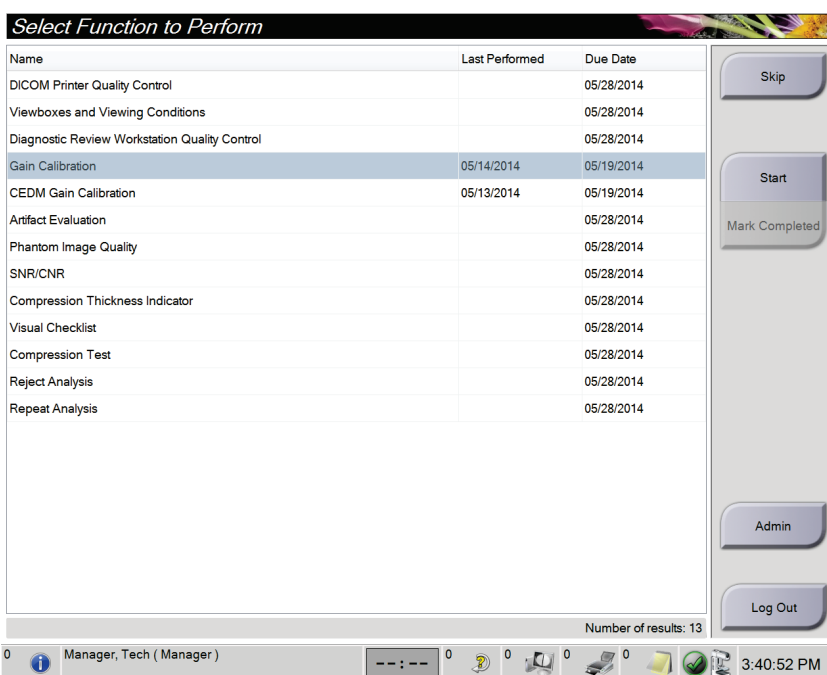 Select Function to Perform
Name Last Performed Due Date
DICOM Printer Quality Control 05/28/2014
Viewboxes and Viewing Conditions 05/28/2014
Diagnostic Review Workstation Quality Control 05/28/2014
Gain Calibration 05/14/2014 05/19/2014
CEDM Gain Calibration 05/13/2014 05/19/2014
Artifact Evaluation 05/28/2014
Phantom Image Quality 05/28/2014
SNR/CNR 05/28/2014
Compression Thickness Indicator 05/28/2014
Visual Checklist 05/28/2014
Compression Test 05/28/2014
Reject Analysis 05/28/2014
Repeat Analysis 05/28/2014
Number of results: 13
Skip
Start
Mark Completed
Admin
Log Out
0 Manager, Tech ( Manager ) --:-- 0 0 0 0 3:40:52 PM